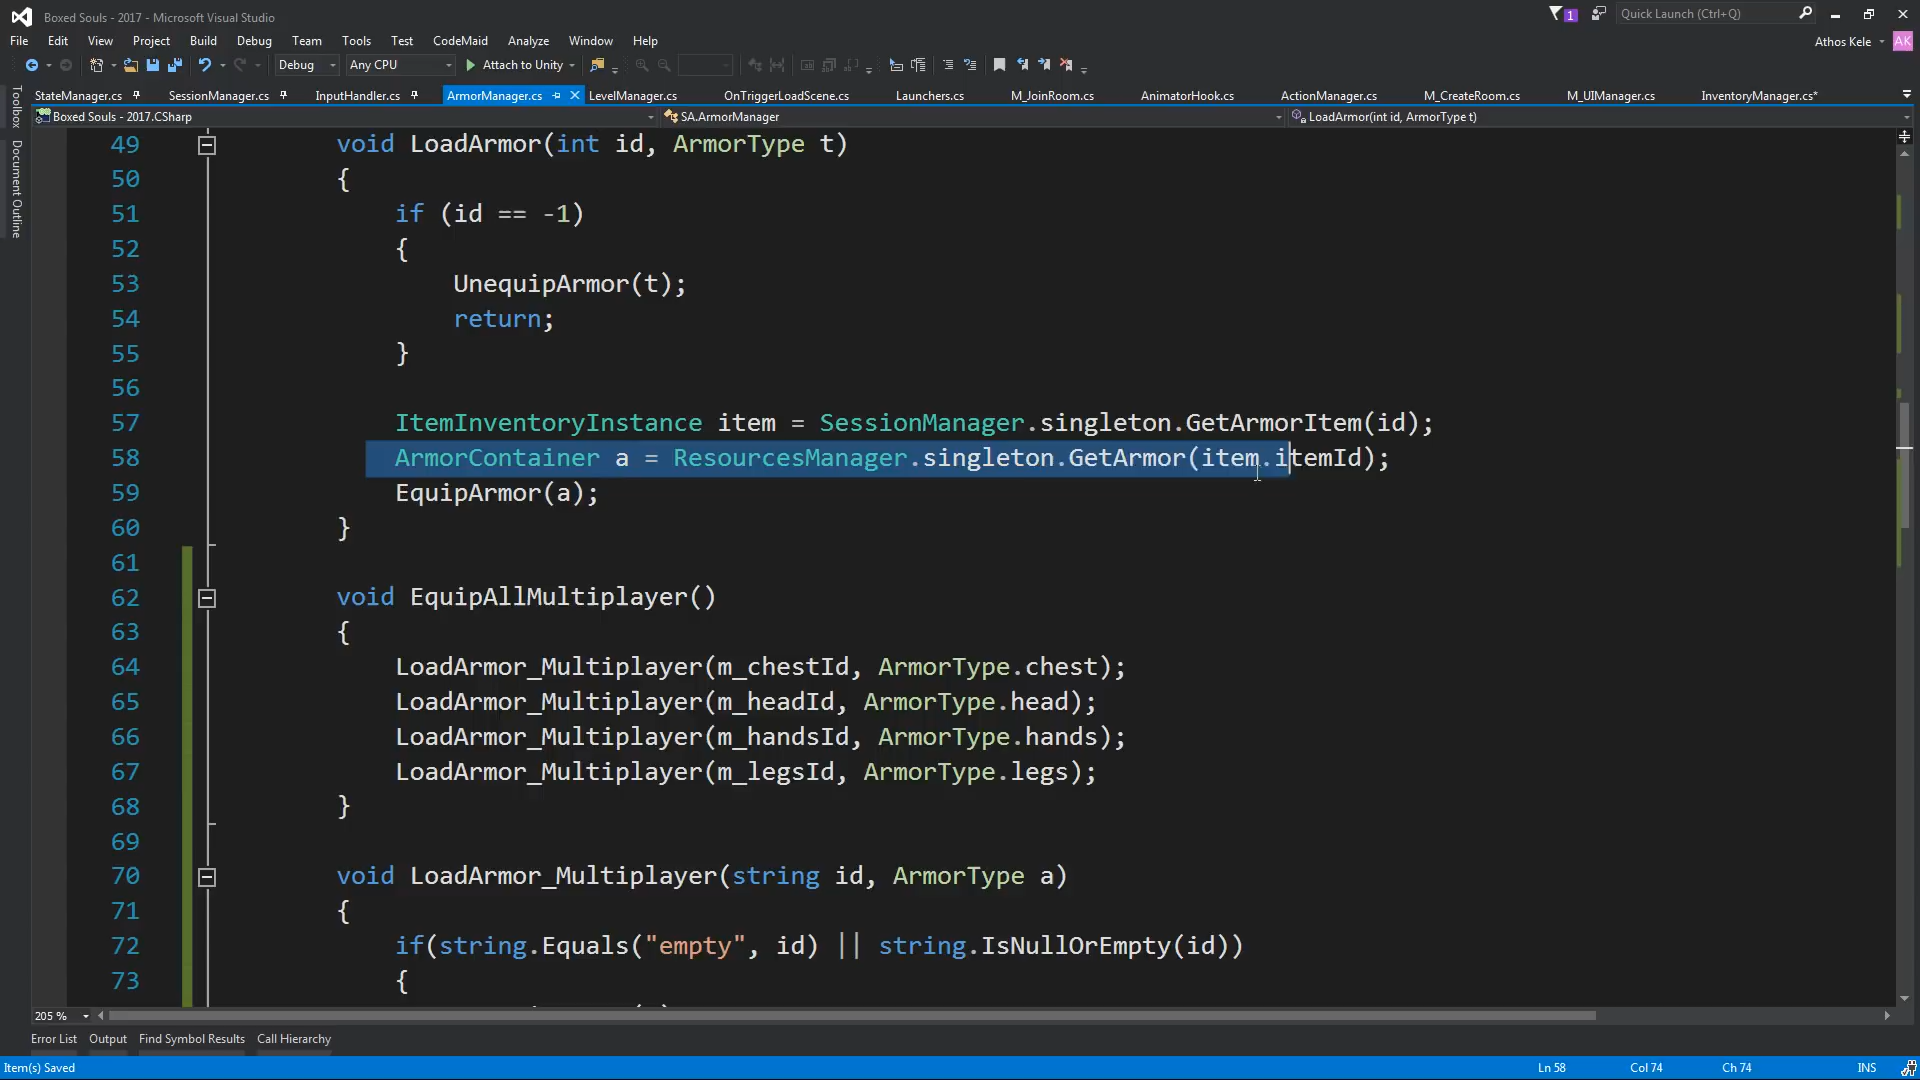 Boxed Souls - 2017 - Microsoft Visual Studio
1
Quick Launch (Ctrl+Q)
File Edit View Project Build Debug Team Tools Test CodeMaid Analyze Window Help
Athos Kele AK
Debug Any CPU Attach to Unity
Toolbox
Document Outline
StateManager.cs SessionManager.cs InputHandler.cs ArmorManager.cs LevelManager.cs OnTriggerLoadScene.cs Launchers.cs M_JoinRoom.cs AnimatorHook.cs ActionManager.cs M_CreateRoom.cs M_UIManager.cs InventoryManager.cs*
Boxed Souls - 2017.CSharp SA.ArmorManager LoadArmor(int id, ArmorType t)
49 void LoadArmor(int id, ArmorType t)
50 {
51 if (id == -1)
52 {
53 UnequipArmor(t);
54 return;
55 }
56
57 ItemInventoryInstance item = SessionManager.singleton.GetArmorItem(id);
58 ArmorContainer a = ResourcesManager.singleton.GetArmor(item.itemId);
59 EquipArmor(a);
60 }
61
62 void EquipAllMultiplayer()
63 {
64 LoadArmor_Multiplayer(m_chestId, ArmorType.chest);
65 LoadArmor_Multiplayer(m_headId, ArmorType.head);
66 LoadArmor_Multiplayer(m_handsId, ArmorType.hands);
67 LoadArmor_Multiplayer(m_legsId, ArmorType.legs);
68 }
69
70 void LoadArmor_Multiplayer(string id, ArmorType a)
71 {
72 if(string.Equals("empty", id) || string.IsNullOrEmpty(id))
73 {
205 %
Error List Output Find Symbol Results Call Hierarchy
Item(s) Saved Ln 58 Col 74 Ch 74 INS